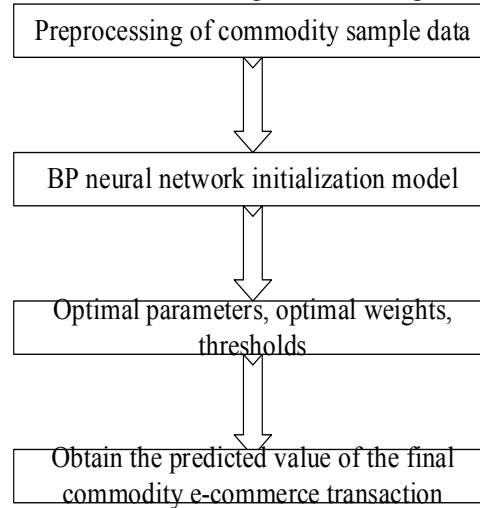 Preprocessing of commodity sample data
BP neural network initialization model
Optimal parameters, optimal weights,
thresholds
Obtain the predicted value of the final
commodity e-commerce transaction